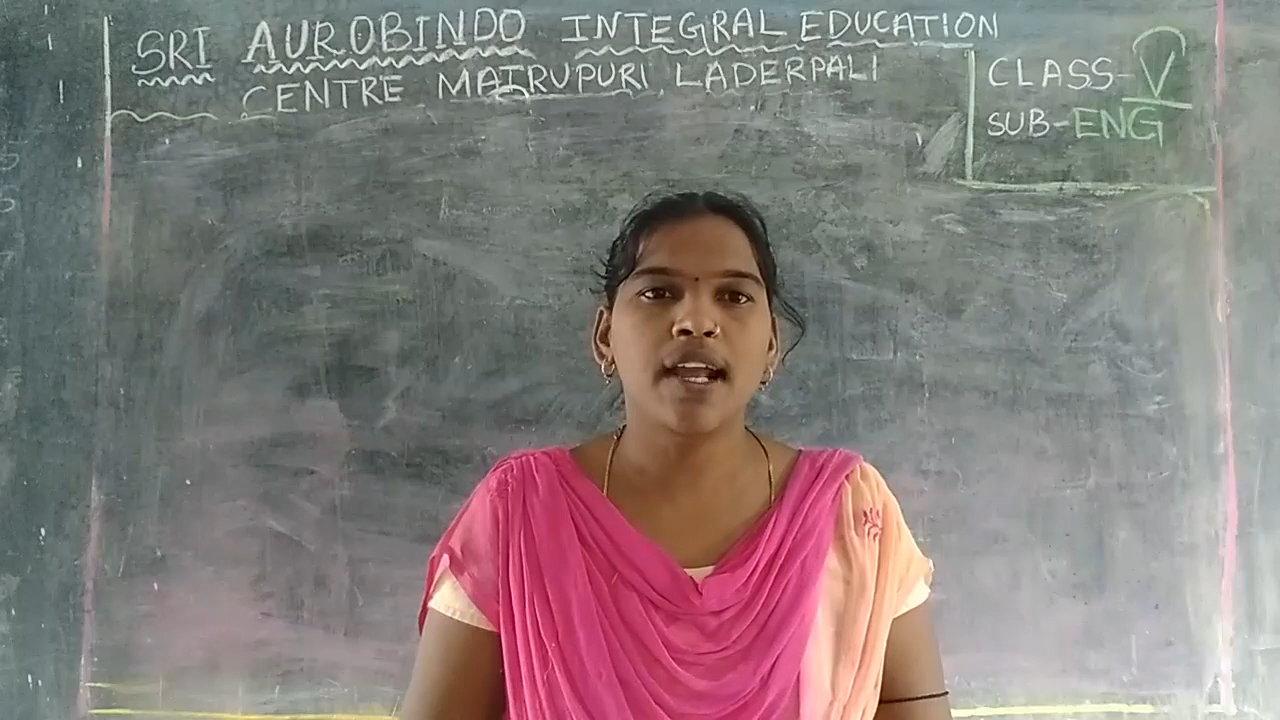 SRI AUROBINDO INTEGRAL EDUCATION
CENTRE MATRUPURI, LADERPALI
CLASS-V
SUB-ENG